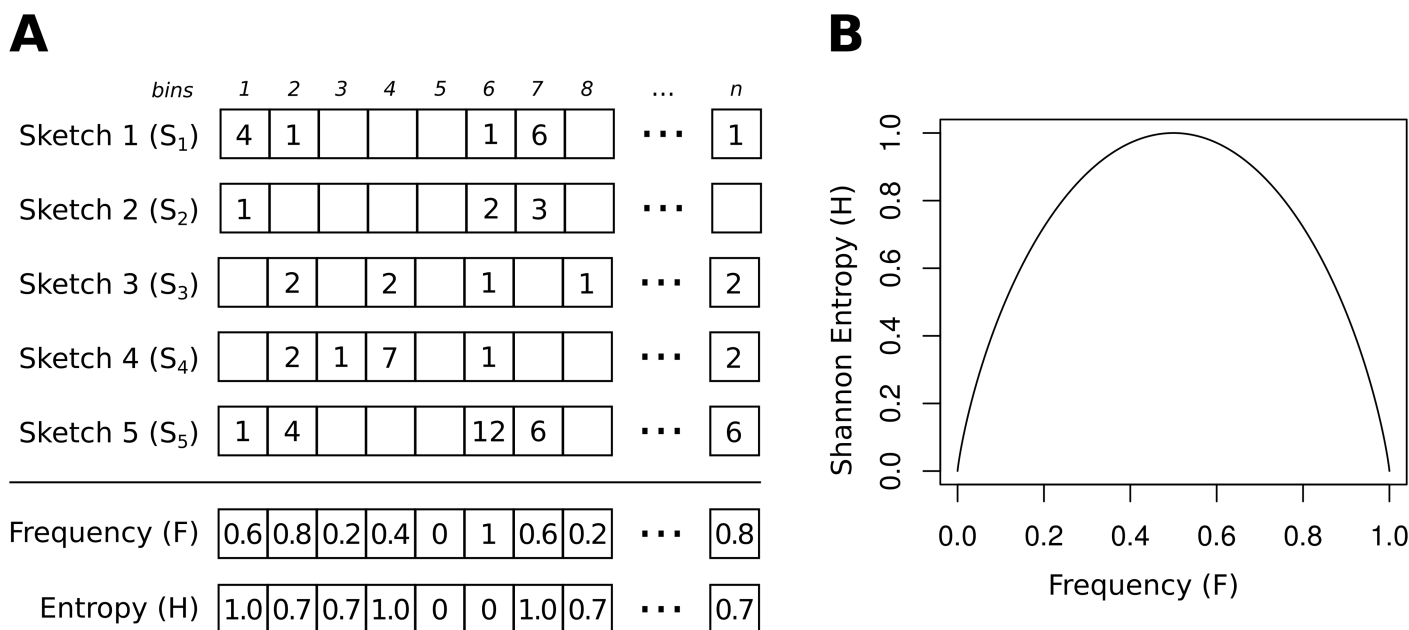 A
bins 1 2 3 4 5 6 7 8 ... n
Sketch 1 (S1) 4 1 1 6 ... 1
Sketch 2 (S2) 1 2 3 ...
Sketch 3 (S3) 2 2 1 1 ... 2
Sketch 4 (S4) 2 1 7 1 ... 2
Sketch 5 (S5) 1 4 12 6 ... 6
Frequency (F) 0.6 0.8 0.2 0.4 0 1 0.6 0.2 ... 0.8
Entropy (H) 1.0 0.7 0.7 1.0 0 0 1.0 0.7 ... 0.7
B
Shannon Entropy (H)
1.0
0.8
0.6
0.4
0.2
0.0
0.0 0.2 0.4 0.6 0.8 1.0
Frequency (F)